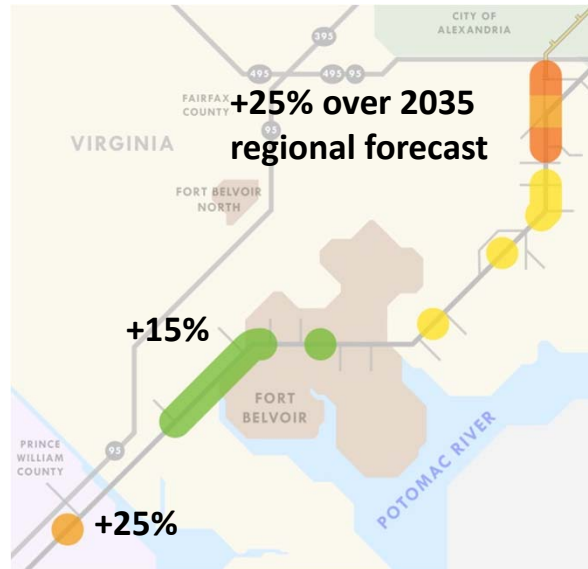 CITY OF
ALEXANDRIA
395
495
495
95
FAIRFAX
COUNTY
+25% over 2035
regional forecast
95
VIRGINIA
FORT BELVOIR
NORTH
+15%
FORT
BELVOIR
POTOMAC RIVER
PRINCE
WILLIAM
COUNTY
95
+25%